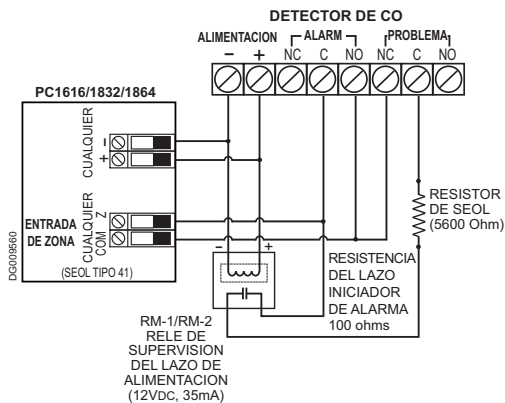 DETECTOR DE CO
ALIMENTACION
ALARM
PROBLEMA
- + NC C NO NC C NO
PC1616/1832/1864
CUALQUIER
-
+
ENTRADA
DE ZONA
CUALQUIER
COM Z
(SEOL TIPO 41)
DG009560
- +
RESISTOR
DE SEOL
(5600 Ohm)
RESISTENCIA
DEL LAZO
INICIADOR
DE ALARMA
100 ohms
RM-1/RM-2
RELE DE
SUPERVISION
DEL LAZO DE
ALIMENTACION
(12VDC, 35mA)